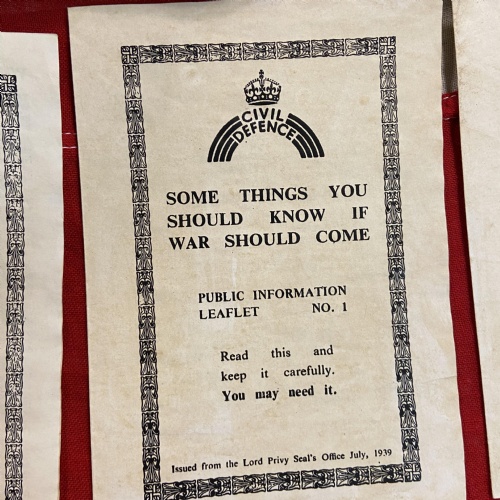 CIVIL
DEFENCE
SOME THINGS YOU
SHOULD KNOW IF
WAR SHOULD COME
PUBLIC INFORMATION
LEAFLET NO. 1
Read this and
keep it carefully.
You may need it.
Issued from the Lord Privy Seal's Office July, 1939